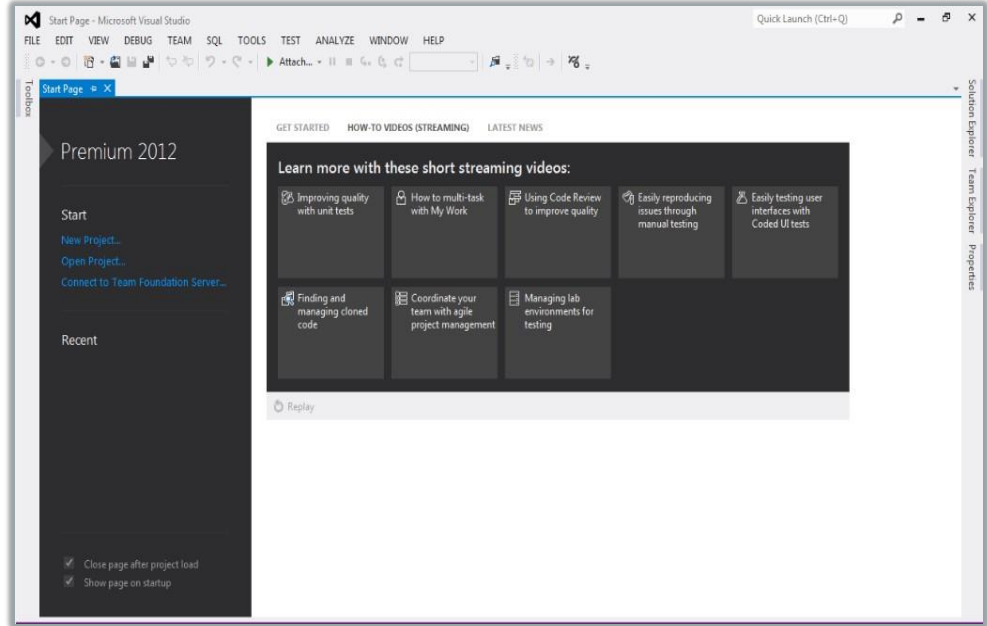 Start Page - Microsoft Visual Studio
Quick Launch (Ctrl+Q)
FILE EDIT VIEW DEBUG TEAM SQL TOOLS TEST ANALYZE WINDOW HELP
Attach...
Toolbox
Start Page
Solution Explorer
Team Explorer
Properties
Premium 2012
Start
New Project...
Open Project...
Connect to Team Foundation Server...
Recent
Close page after project load
Show page on startup
GET STARTED HOW-TO VIDEOS (STREAMING) LATEST NEWS
Learn more with these short streaming videos:
Improving quality
with unit tests
How to multi-task
with My Work
Using Code Review
to improve quality
Easily reproducing
issues through
manual testing
Easily testing user
interfaces with
Coded UI tests
Finding and
managing cloned
code
Coordinate your
team with agile
project management
Managing lab
environments for
testing
Replay